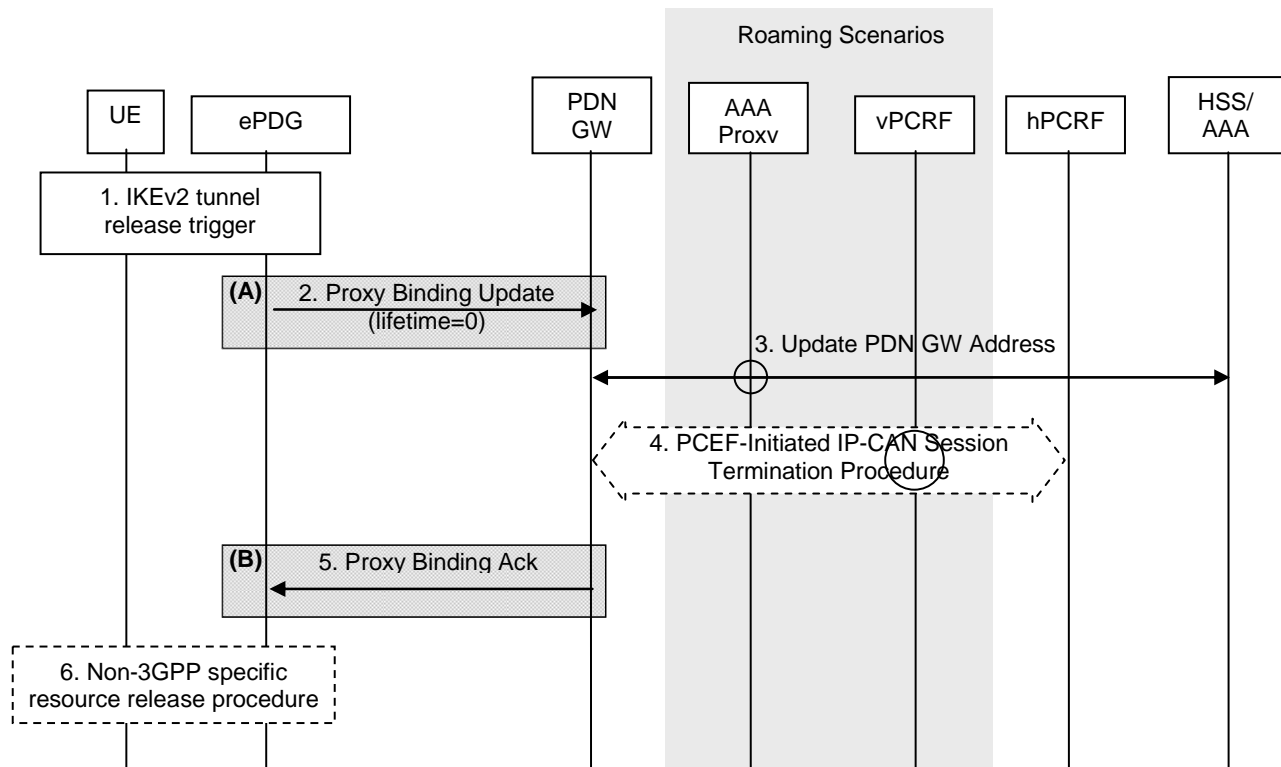 Roaming Scenarios
UE
ePDG
PDN
GW
AAA
Proxv
vPCRF
hPCRF
HSS/
AAA
1. IKEv2 tunnel
release trigger
(A)
2. Proxy Binding Update
(lifetime=0)
3. Update PDN GW Address
4. PCEF-Initiated IP-CAN Session
Termination Procedure
(B)
5. Proxy Binding Ack
6. Non-3GPP specific
resource release procedure